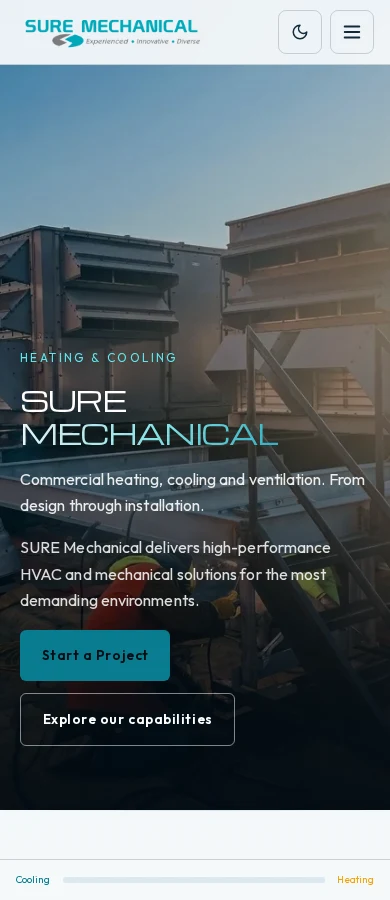 SURE MECHANICAL
Experienced • Innovative • Diverse
HEATING & COOLING
SURE
MECHANICAL
Commercial heating, cooling and ventilation. From
design through installation.
SURE Mechanical delivers high-performance
HVAC and mechanical solutions for the most
demanding environments.
Start a Project
Explore our capabilities
Cooling
Heating